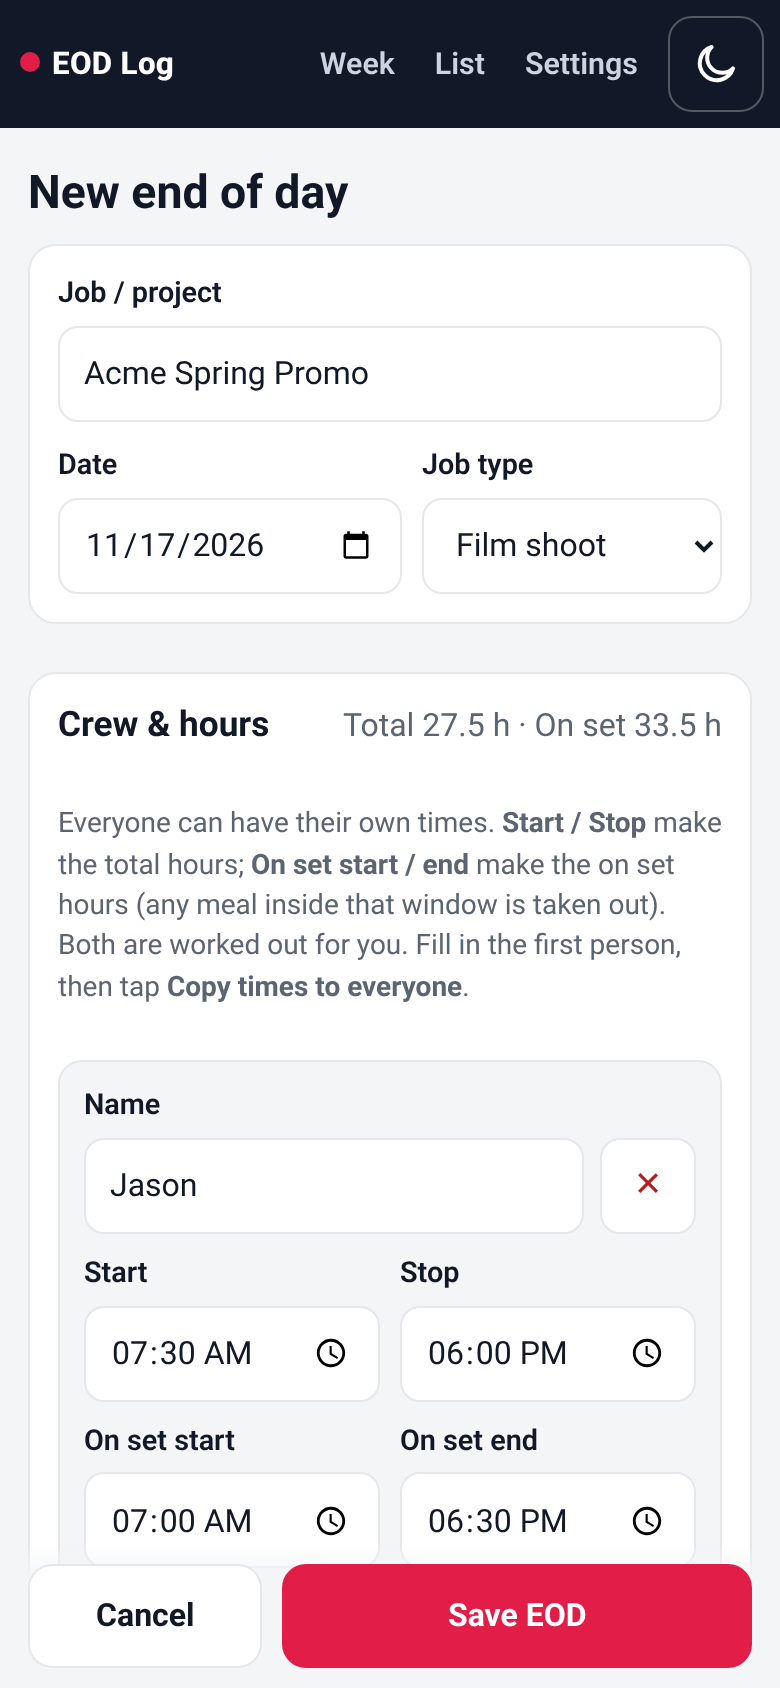 EOD Log
Week
List
Settings
New end of day
Job / project
Acme Spring Promo
Date
Job type
11/17/2026
Film shoot
Crew & hours
Total 27.5 h · On set 33.5 h
Everyone can have their own times. Start / Stop make
the total hours; On set start / end make the on set
hours (any meal inside that window is taken out).
Both are worked out for you. Fill in the first person,
then tap Copy times to everyone.
Name
Jason
Start
Stop
07:30 AM
06:00 PM
On set start
On set end
07:00 AM
06:30 PM
Cancel
Save EOD